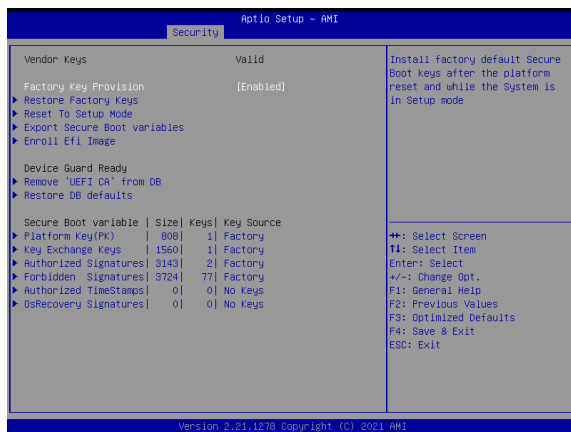 Aptio Setup – AMI
Security
Vendor Keys Valid
Factory Key Provision [Enabled]
Restore Factory Keys
Reset To Setup Mode
Export Secure Boot variables
Enroll Efi Image
Device Guard Ready
Remove 'UEFI CA' from DB
Restore DB defaults
Secure Boot variable | Size| Keys| Key Source
Platform Key(PK) | 808| 1| Factory
Key Exchange Keys | 1560| 1| Factory
Authorized Signatures| 3143| 2| Factory
Forbidden Signatures| 3724| 77| Factory
Authorized TimeStamps| 0| 0| No Keys
OsRecovery Signatures| 0| 0| No Keys
Install factory default Secure
Boot keys after the platform
reset and while the System is
in Setup mode
→←: Select Screen
↑↓: Select Item
Enter: Select
+/-: Change Opt.
F1: General Help
F2: Previous Values
F3: Optimized Defaults
F4: Save & Exit
ESC: Exit
Version 2.21.1278 Copyright (C) 2021 AMI